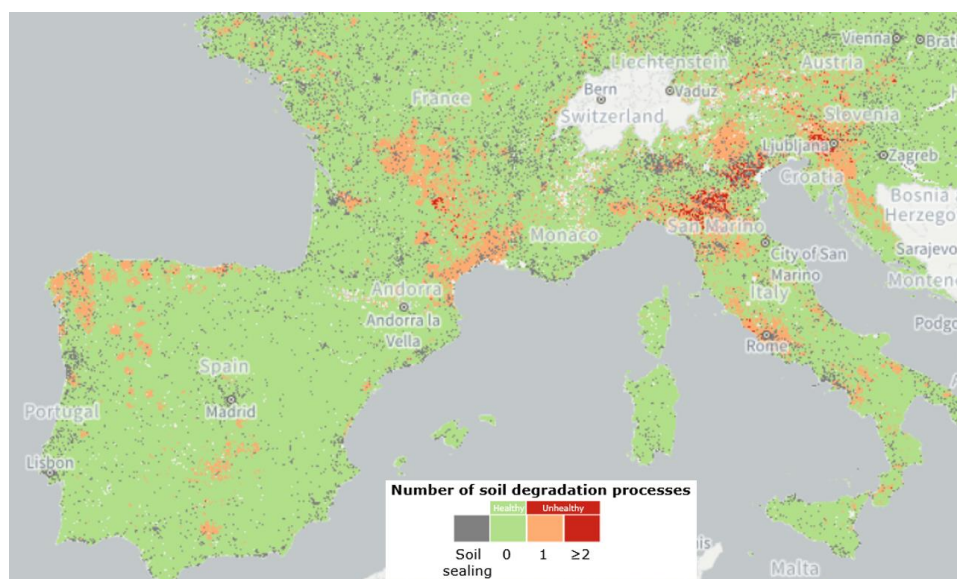 Vienna
Brat
Liechtenstein
Austria
France
Bern
Vaduz
Switzerland
Slovenia
Ljubljana
Zagreb
Croatia
Bosnia
Herzego
San Marino
Monaco
City of San
Marino
Sarajevo
Italy
Monten
Andorra
Andorra la
Vella
Podg
Rome
Spain
Madrid
Portugal
Lisbon
Number of soil degradation processes
Healthy Unhealthy
Soil
sealing
0 1 ≥2
Malta